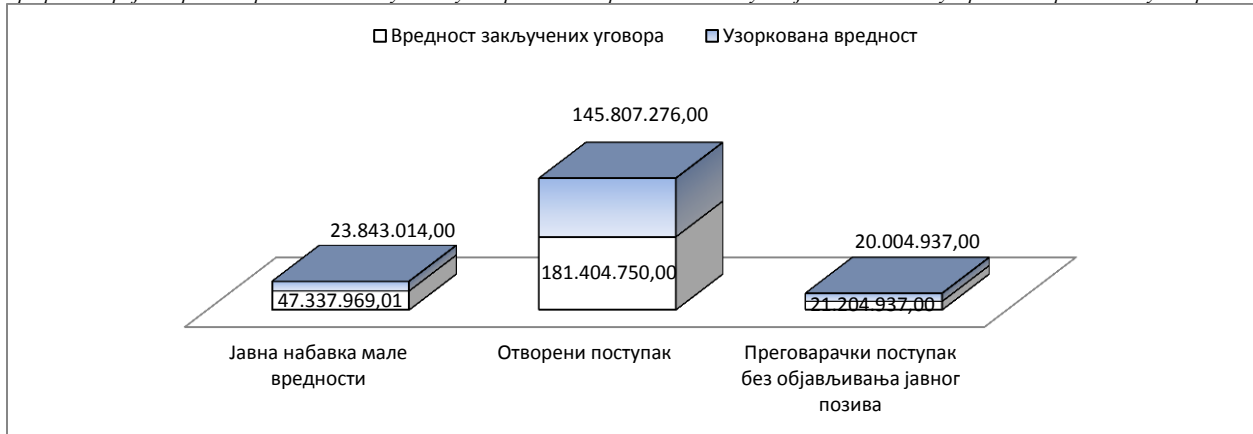 Вредност закључених уговора Узоркована вредност
145.807.276,00
23.843.014,00
20.004.937,00
181.404.750,00
47.337.969,01
21.204.937,00
Јавна набавка мале вредности
Отворени поступак
Преговарачки поступак без објављивања јавног позива